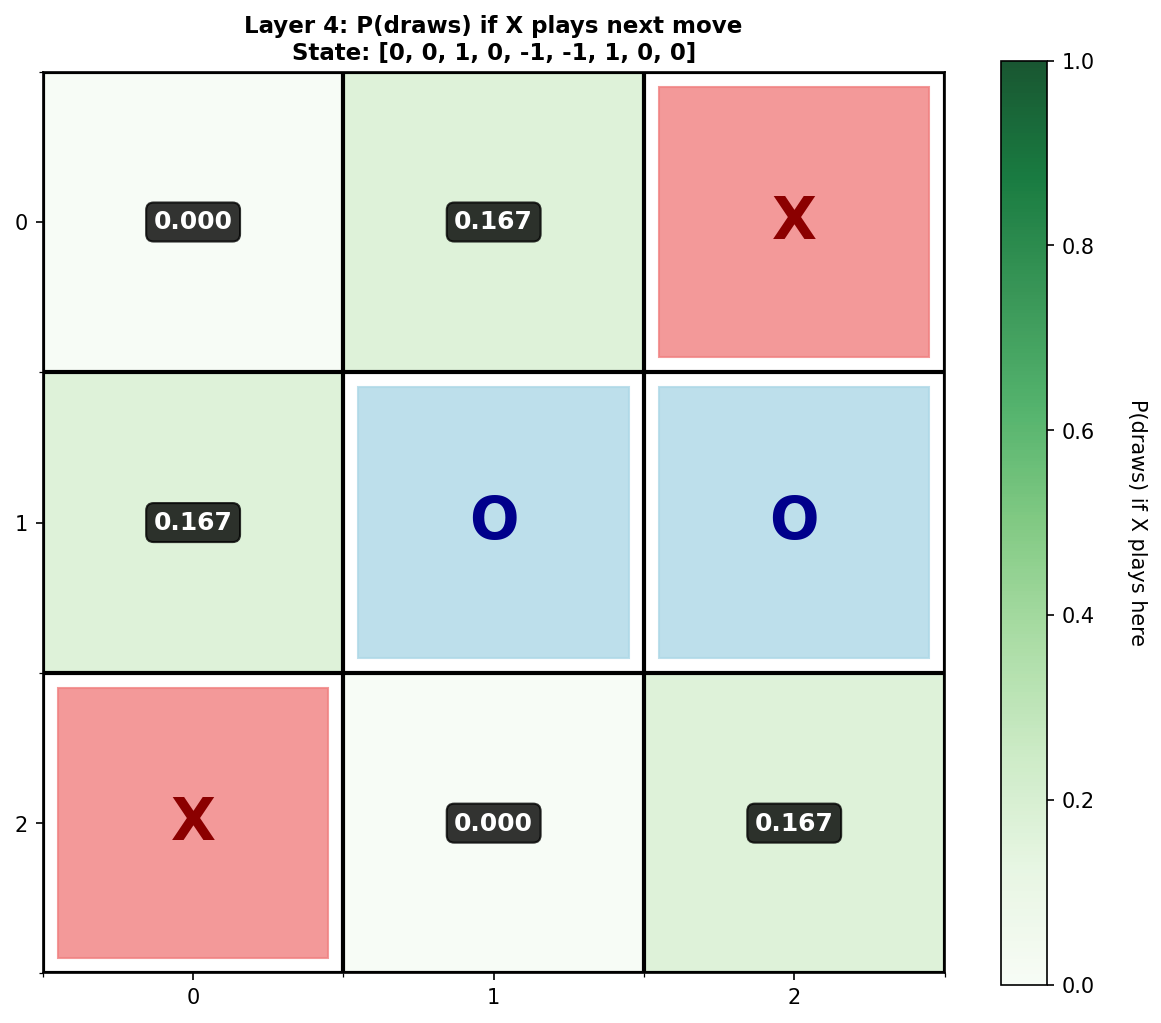 Layer 4: P(draws) if X plays next move
State: [0, 0, 1, 0, -1, -1, 1, 0, 0]
0
0.000
0.167
X
1
0.167
O
O
2
X
0.000
0.167
0
1
2
1.0
0.8
0.6
0.4
0.2
0.0
P(draws) if X plays here